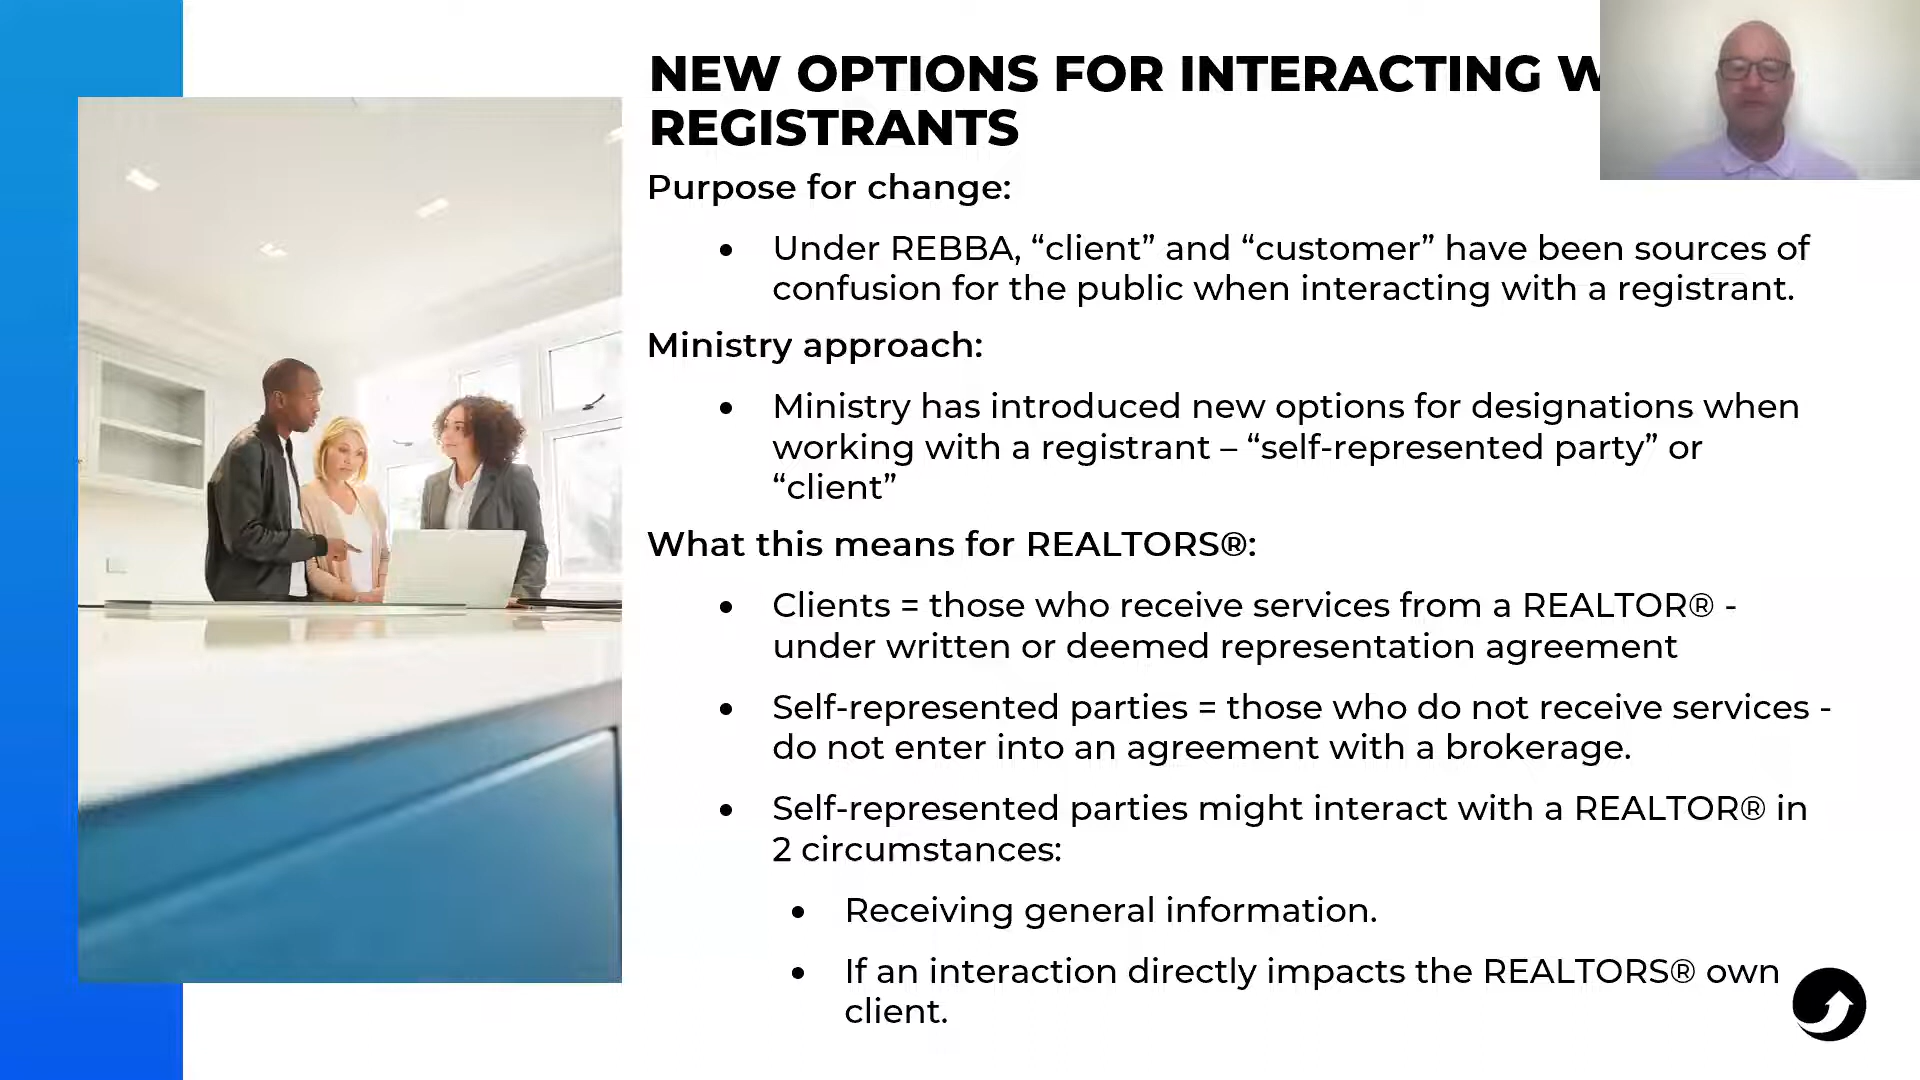 NEW OPTIONS FOR INTERACTING
REGISTRANTS
Purpose for change:
• Under REBBA, “client” and “customer” have been sources of
confusion for the public when interacting with a registrant.
Ministry approach:
• Ministry has introduced new options for designations when
working with a registrant – “self-represented party” or
“client”
What this means for REALTORS®:
• Clients = those who receive services from a REALTOR® -
under written or deemed representation agreement
• Self-represented parties = those who do not receive services -
do not enter into an agreement with a brokerage.
• Self-represented parties might interact with a REALTOR® in
2 circumstances:
• Receiving general information.
• If an interaction directly impacts the REALTORS® own
client.